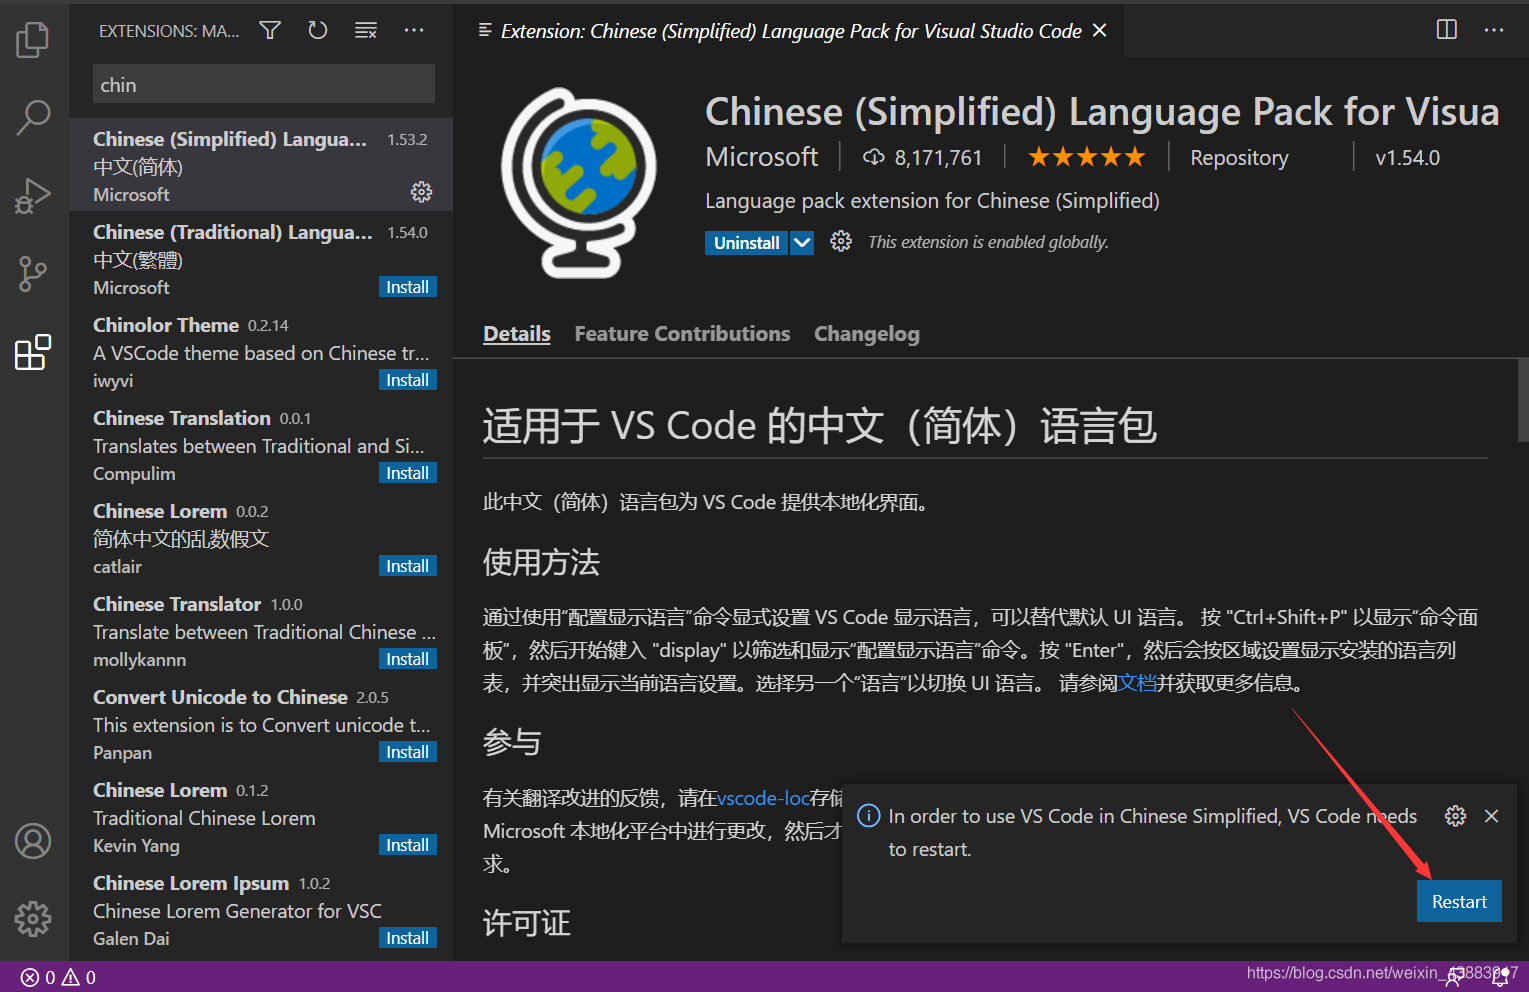 EXTENSIONS: MA...
chin
Chinese (Simplified) Langua... 1.53.2
中文(简体)
Microsoft
Chinese (Traditional) Langua... 1.54.0
中文(繁體)
Microsoft Install
Chinolor Theme 0.2.14
A VSCode theme based on Chinese tr...
iwyvi Install
Chinese Translation 0.0.1
Translates between Traditional and Si...
Compulim Install
Chinese Lorem 0.0.2
简体中文的乱数假文
catlair Install
Chinese Translator 1.0.0
Translate between Traditional Chinese ...
mollykannn Install
Convert Unicode to Chinese 2.0.5
This extension is to Convert unicode t...
Panpan Install
Chinese Lorem 0.1.2
Traditional Chinese Lorem
Kevin Yang Install
Chinese Lorem Ipsum 1.0.2
Chinese Lorem Generator for VSC
Galen Dai Install
Extension: Chinese (Simplified) Language Pack for Visual Studio Code
Chinese (Simplified) Language Pack for Visua
Microsoft 8,171,761 Repository v1.54.0
Language pack extension for Chinese (Simplified)
Uninstall This extension is enabled globally.
Details Feature Contributions Changelog
适用于 VS Code 的中文（简体）语言包
此中文（简体）语言包为 VS Code 提供本地化界面。
使用方法
通过使用“配置显示语言”命令显式设置 VS Code 显示语言，可以替代默认 UI 语言。 按 "Ctrl+Shift+P" 以显示“命令面
板”，然后开始键入 "display" 以筛选和显示“配置显示语言”命令。按 "Enter"，然后会按区域设置显示安装的语言列
表，并突出显示当前语言设置。选择另一个“语言”以切换 UI 语言。 请参阅文档并获取更多信息。
参与
有关翻译改进的反馈，请在vscode-loc存储
Microsoft 本地化平台中进行更改，然后才
求。
许可证
In order to use VS Code in Chinese Simplified, VS Code needs
to restart.
Restart
0 0
https://blog.csdn.net/weixin_43883917